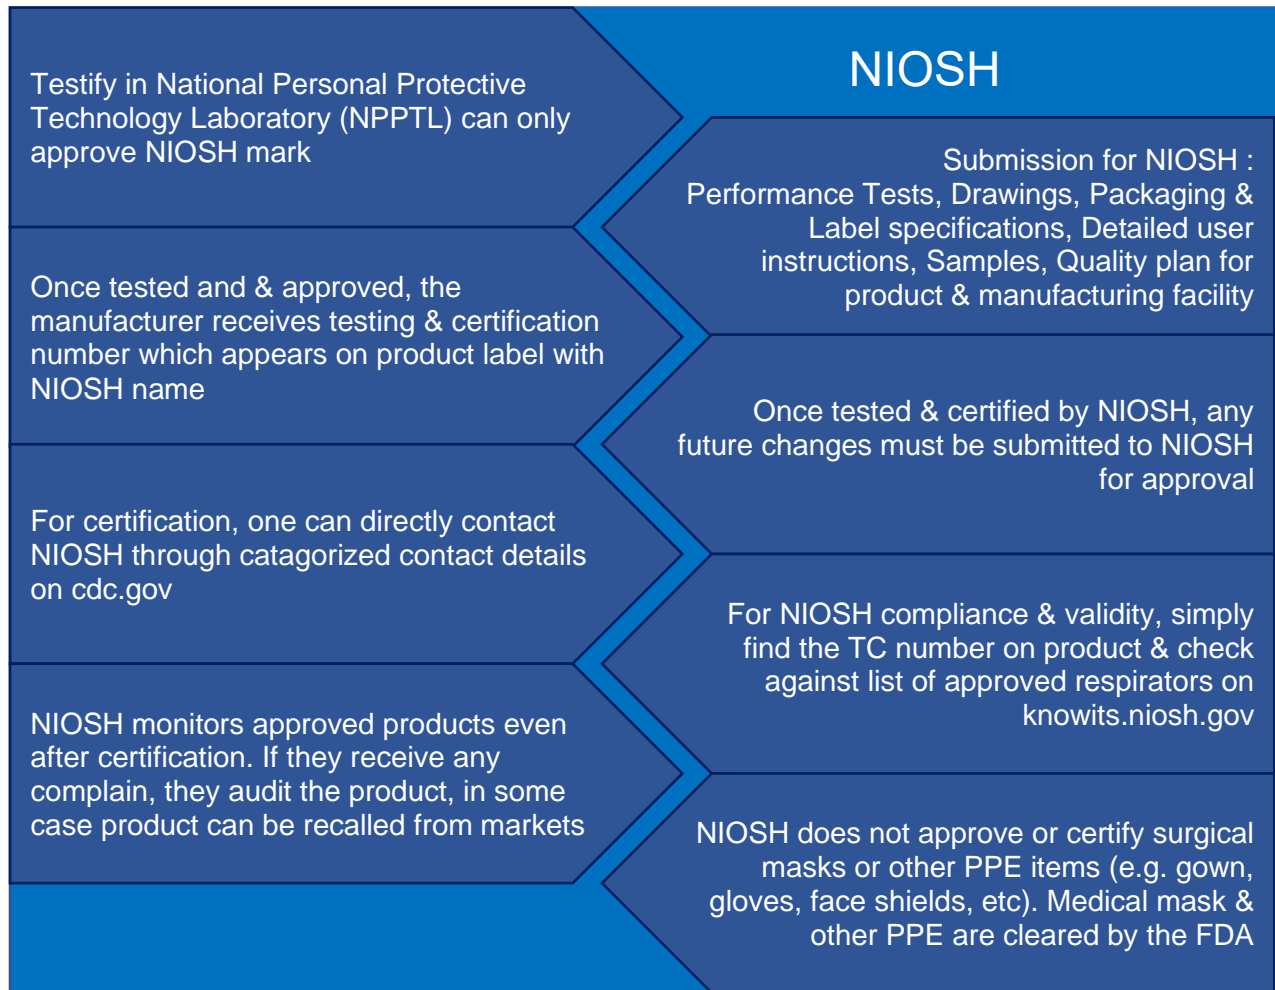 NIOSH
Testify in National Personal Protective
Technology Laboratory (NPPTL) can only
approve NIOSH mark
Submission for NIOSH :
Performance Tests, Drawings, Packaging &
Label specifications, Detailed user
instructions, Samples, Quality plan for
product & manufacturing facility
Once tested and & approved, the
manufacturer receives testing & certification
number which appears on product label with
NIOSH name
Once tested & certified by NIOSH, any
future changes must be submitted to NIOSH
for approval
For certification, one can directly contact
NIOSH through catagorized contact details
on cdc.gov
For NIOSH compliance & validity, simply
find the TC number on product & check
against list of approved respirators on
knowits.niosh.gov
NIOSH monitors approved products even
after certification. If they receive any
complain, they audit the product, in some
case product can be recalled from markets
NIOSH does not approve or certify surgical
masks or other PPE items (e.g. gown,
gloves, face shields, etc). Medical mask &
other PPE are cleared by the FDA